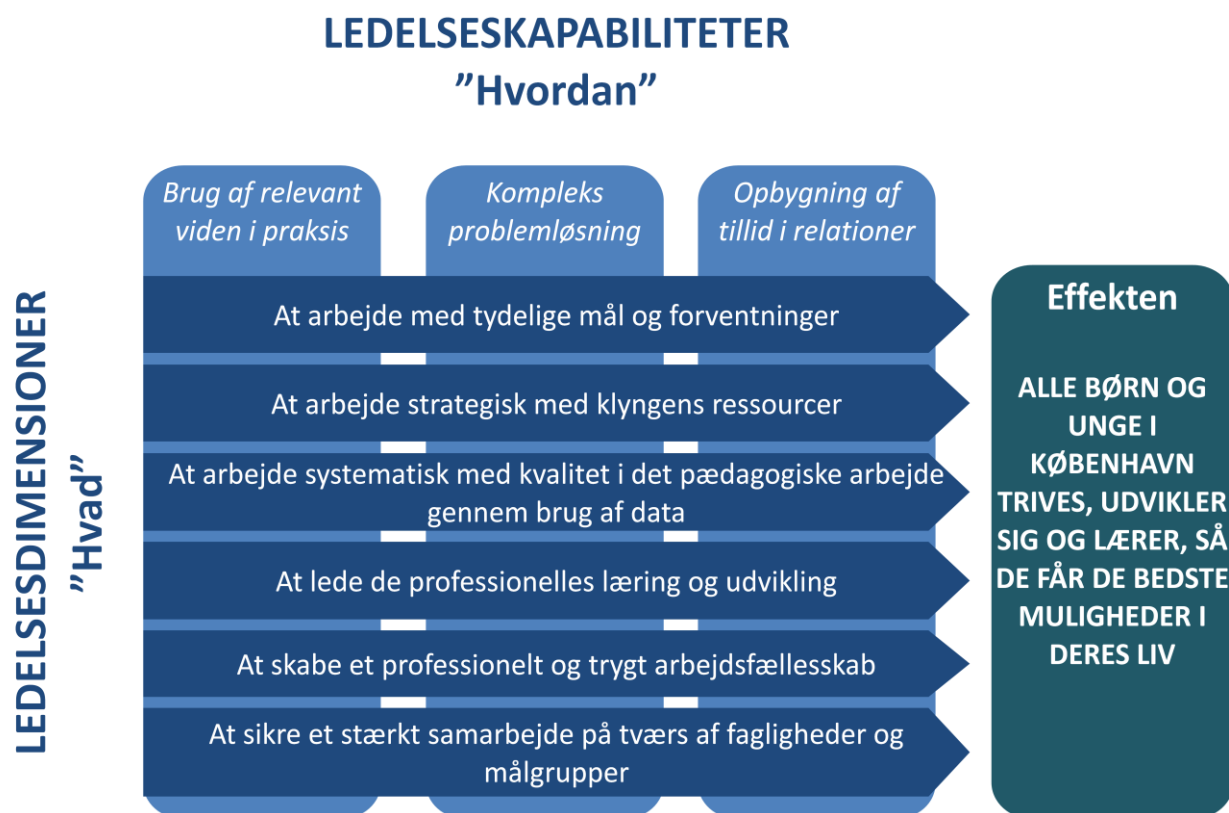 LEDELSESKAPABILITETER
”Hvordan”
Brug af relevant
viden i praksis
Kompleks
problemløsning
Opbygning af
tillid i relationer
LEDELSESDIMENSIONER
”Hvad”
At arbejde med tydelige mål og forventninger
At arbejde strategisk med klyngens ressourcer
At arbejde systematisk med kvalitet i det pædagogiske arbejde
gennem brug af data
At lede de professionelles læring og udvikling
At skabe et professionelt og trygt arbejdsfællesskab
At sikre et stærkt samarbejde på tværs af fagligheder og
målgrupper
Effekten
ALLE BØRN OG
UNGE I
KØBENHAVN
TRIVES, UDVIKLER
SIG OG LÆRER, SÅ
DE FÅR DE BEDSTE
MULIGHEDER I
DERES LIV